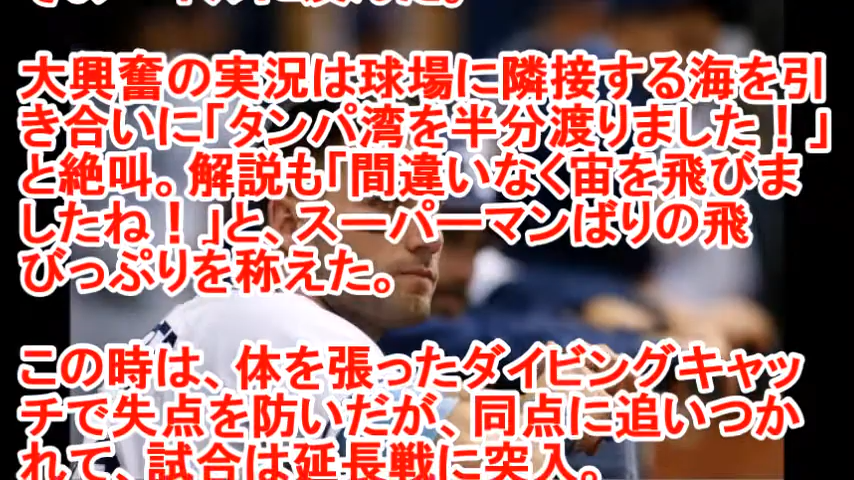 大興奮の実況は球場に隣接する海を引
き合いに「タンパ湾を半分渡りました！」
と絶叫。解説も「間違いなく宙を飛びま
したね！」と、スーパーマンばりの飛
びっぷりを称えた。
この時は、体を張ったダイビングキャッ
チで失点を防いだが、同点に追いつか
れて、試合は延長戦に突入。